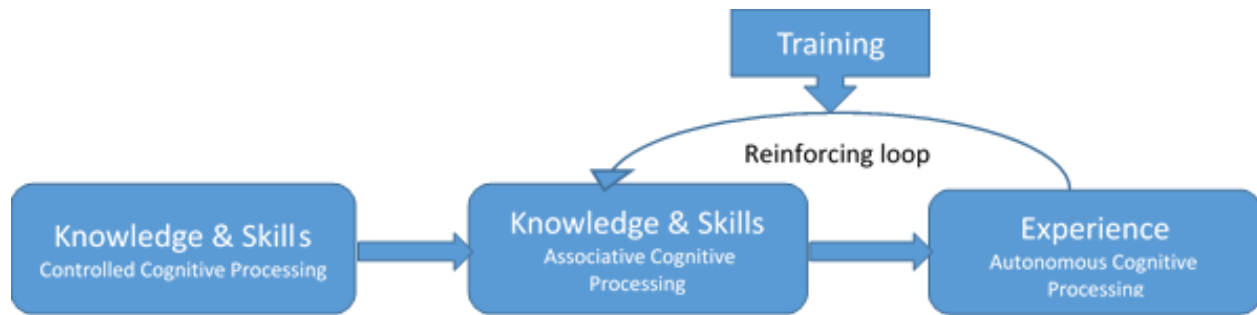 Training
Reinforcing loop
Knowledge & Skills
Controlled Cognitive Processing
Knowledge & Skills
Associative Cognitive
Processing
Experience
Autonomous Cognitive
Processing